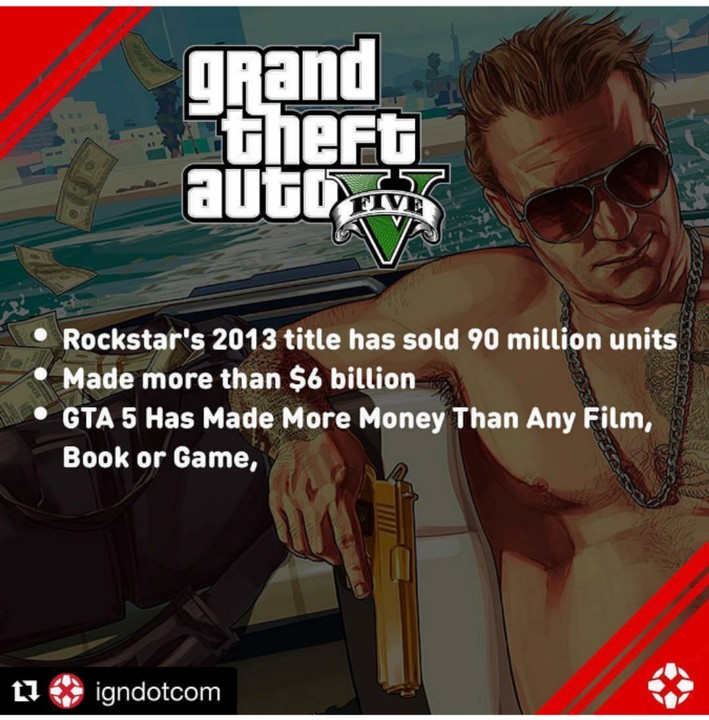 grand
theft
auto V
FIVE
• Rockstar's 2013 title has sold 90 million units
• Made more than $6 billion
• GTA 5 Has Made More Money Than Any Film,
Book or Game,
igndotcom